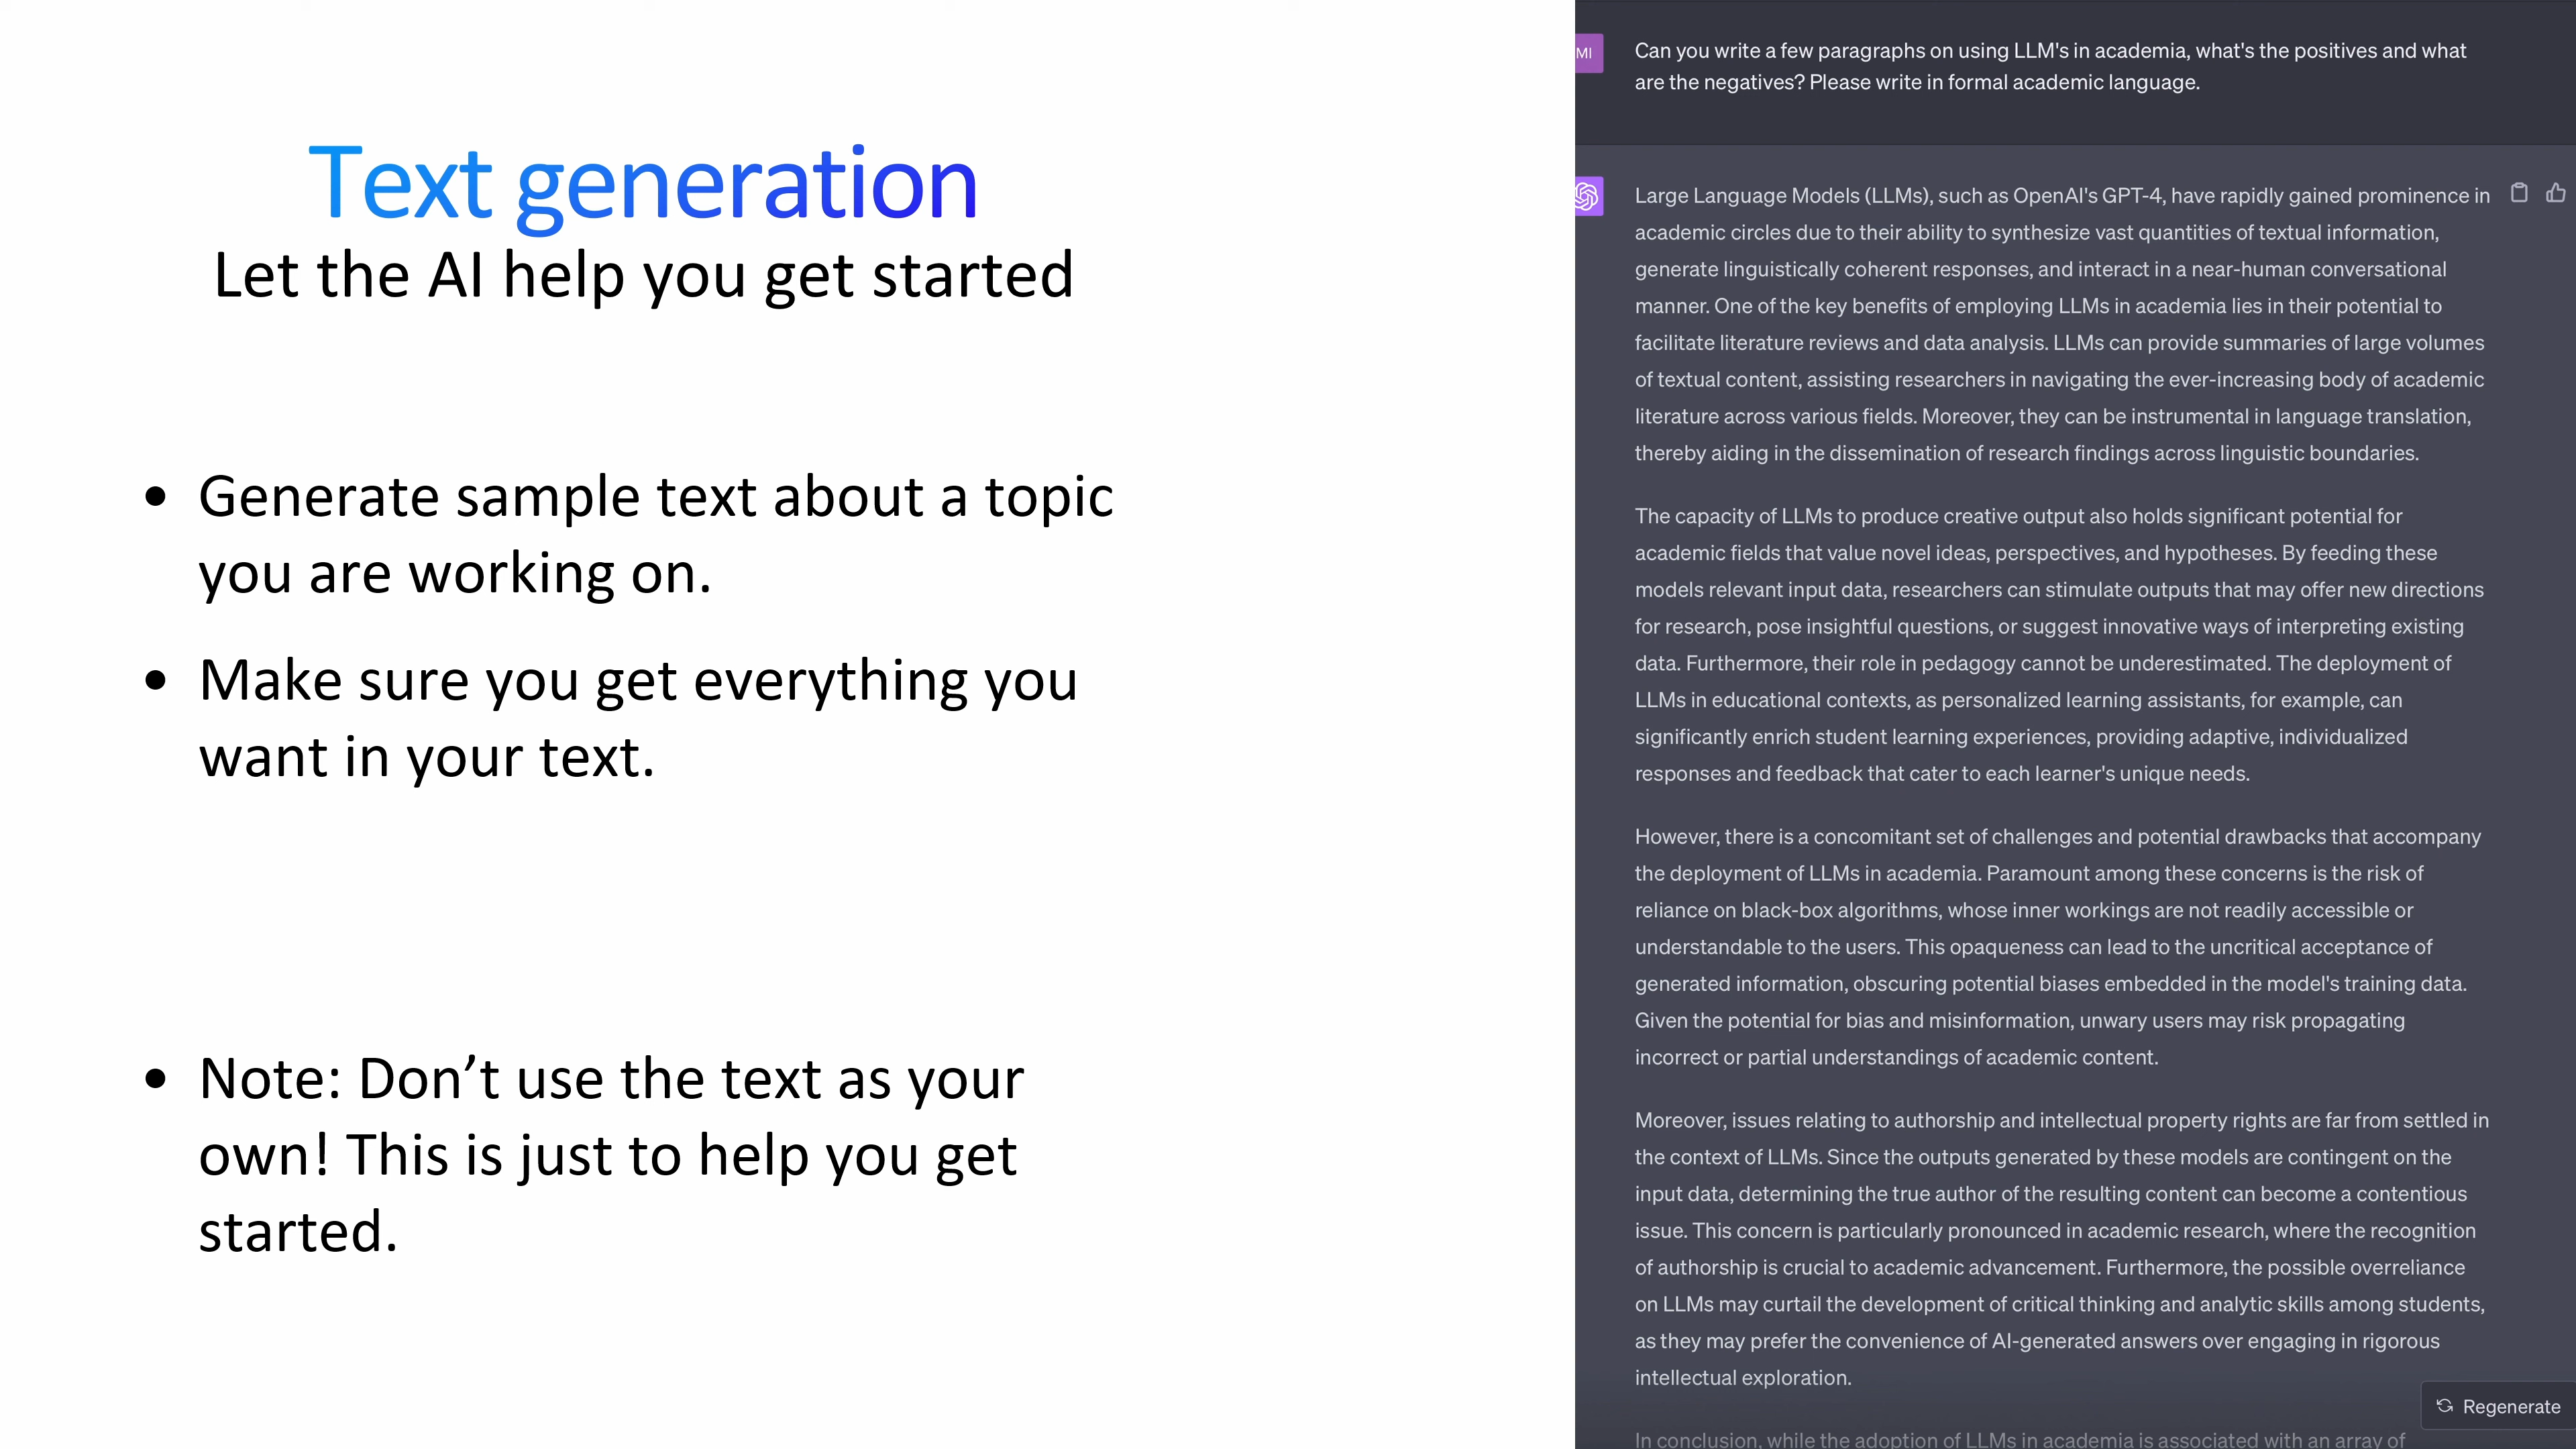 Text generation
Let the AI help you get started
• Generate sample text about a topic
you are working on.
• Make sure you get everything you
want in your text.
• Note: Don’t use the text as your
own! This is just to help you get
started.
MI
Can you write a few paragraphs on using LLM's in academia, what's the positives and what
are the negatives? Please write in formal academic language.
Large Language Models (LLMs), such as OpenAI's GPT-4, have rapidly gained prominence in
academic circles due to their ability to synthesize vast quantities of textual information,
generate linguistically coherent responses, and interact in a near-human conversational
manner. One of the key benefits of employing LLMs in academia lies in their potential to
facilitate literature reviews and data analysis. LLMs can provide summaries of large volumes
of textual content, assisting researchers in navigating the ever-increasing body of academic
literature across various fields. Moreover, they can be instrumental in language translation,
thereby aiding in the dissemination of research findings across linguistic boundaries.
The capacity of LLMs to produce creative output also holds significant potential for
academic fields that value novel ideas, perspectives, and hypotheses. By feeding these
models relevant input data, researchers can stimulate outputs that may offer new directions
for research, pose insightful questions, or suggest innovative ways of interpreting existing
data. Furthermore, their role in pedagogy cannot be underestimated. The deployment of
LLMs in educational contexts, as personalized learning assistants, for example, can
significantly enrich student learning experiences, providing adaptive, individualized
responses and feedback that cater to each learner's unique needs.
However, there is a concomitant set of challenges and potential drawbacks that accompany
the deployment of LLMs in academia. Paramount among these concerns is the risk of
reliance on black-box algorithms, whose inner workings are not readily accessible or
understandable to the users. This opaqueness can lead to the uncritical acceptance of
generated information, obscuring potential biases embedded in the model's training data.
Given the potential for bias and misinformation, unwary users may risk propagating
incorrect or partial understandings of academic content.
Moreover, issues relating to authorship and intellectual property rights are far from settled in
the context of LLMs. Since the outputs generated by these models are contingent on the
input data, determining the true author of the resulting content can become a contentious
issue. This concern is particularly pronounced in academic research, where the recognition
of authorship is crucial to academic advancement. Furthermore, the possible overreliance
on LLMs may curtail the development of critical thinking and analytic skills among students,
as they may prefer the convenience of AI-generated answers over engaging in rigorous
intellectual exploration.
Regenerate
In conclusion, while the adoption of LLMs in academia is associated with an array of